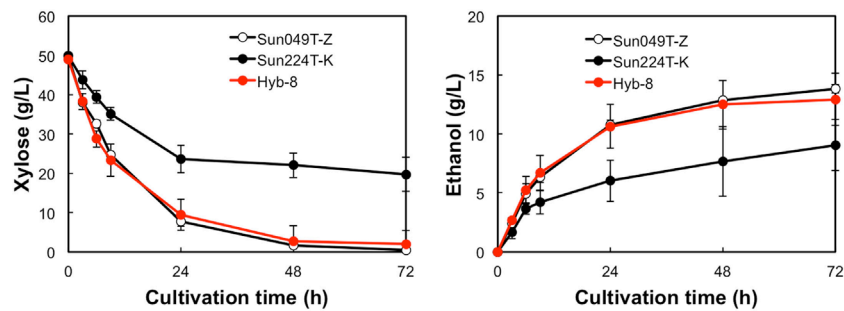 60
50
40
30
20
10
0
Xylose (g/L)
Sun049T-Z
Sun224T-K
Hyb-8
0 24 48 72
Cultivation time (h)
20
15
10
5
0
Ethanol (g/L)
Sun049T-Z
Sun224T-K
Hyb-8
0 24 48 72
Cultivation time (h)